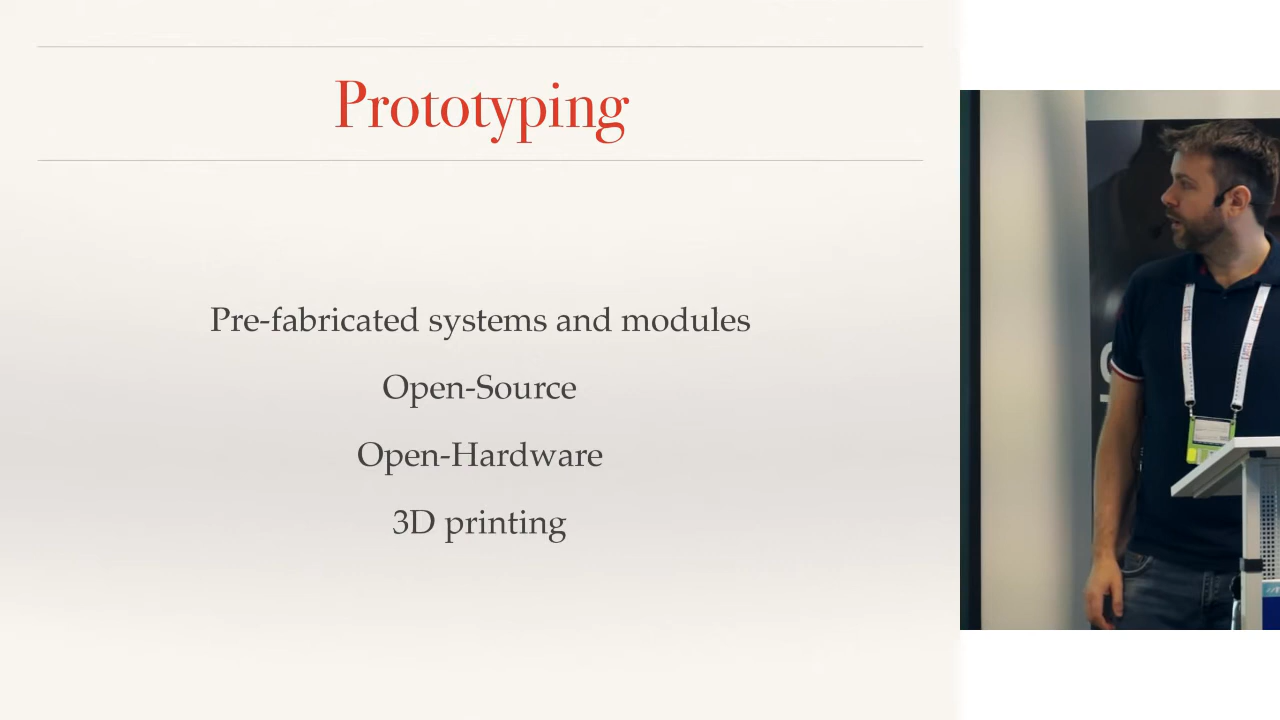 Prototyping
Pre-fabricated systems and modules
Open-Source
Open-Hardware
3D printing